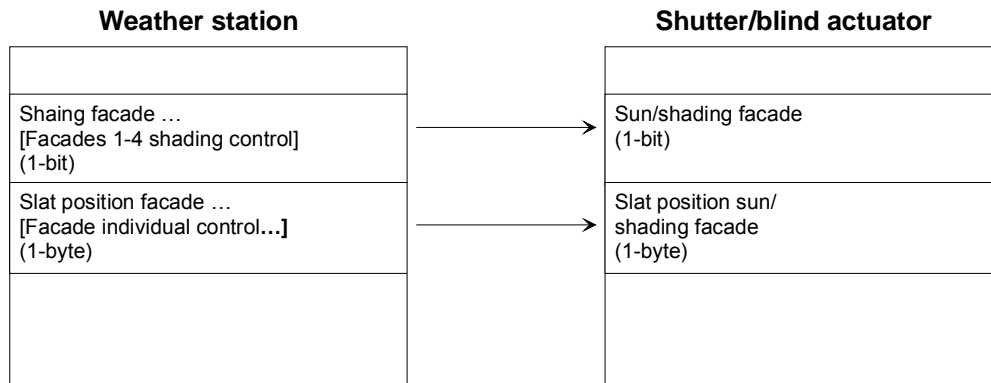 Weather station
Shaing facade …
[Facades 1-4 shading control]
(1-bit)
Slat position facade …
[Facade individual control…]
(1-byte)
Shutter/blind actuator
Sun/shading facade
(1-bit)
Slat position sun/
shading facade
(1-byte)